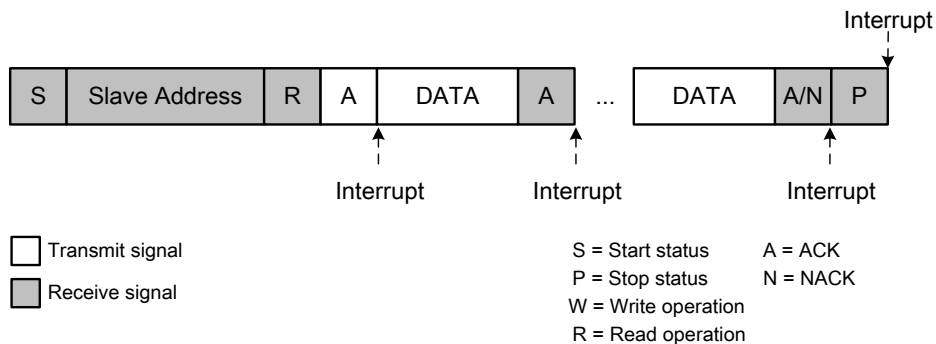 Interrupt
S Slave Address R A DATA A ... DATA A/N P
Interrupt Interrupt Interrupt
Transmit signal
Receive signal
S = Start status A = ACK
P = Stop status N = NACK
W = Write operation
R = Read operation